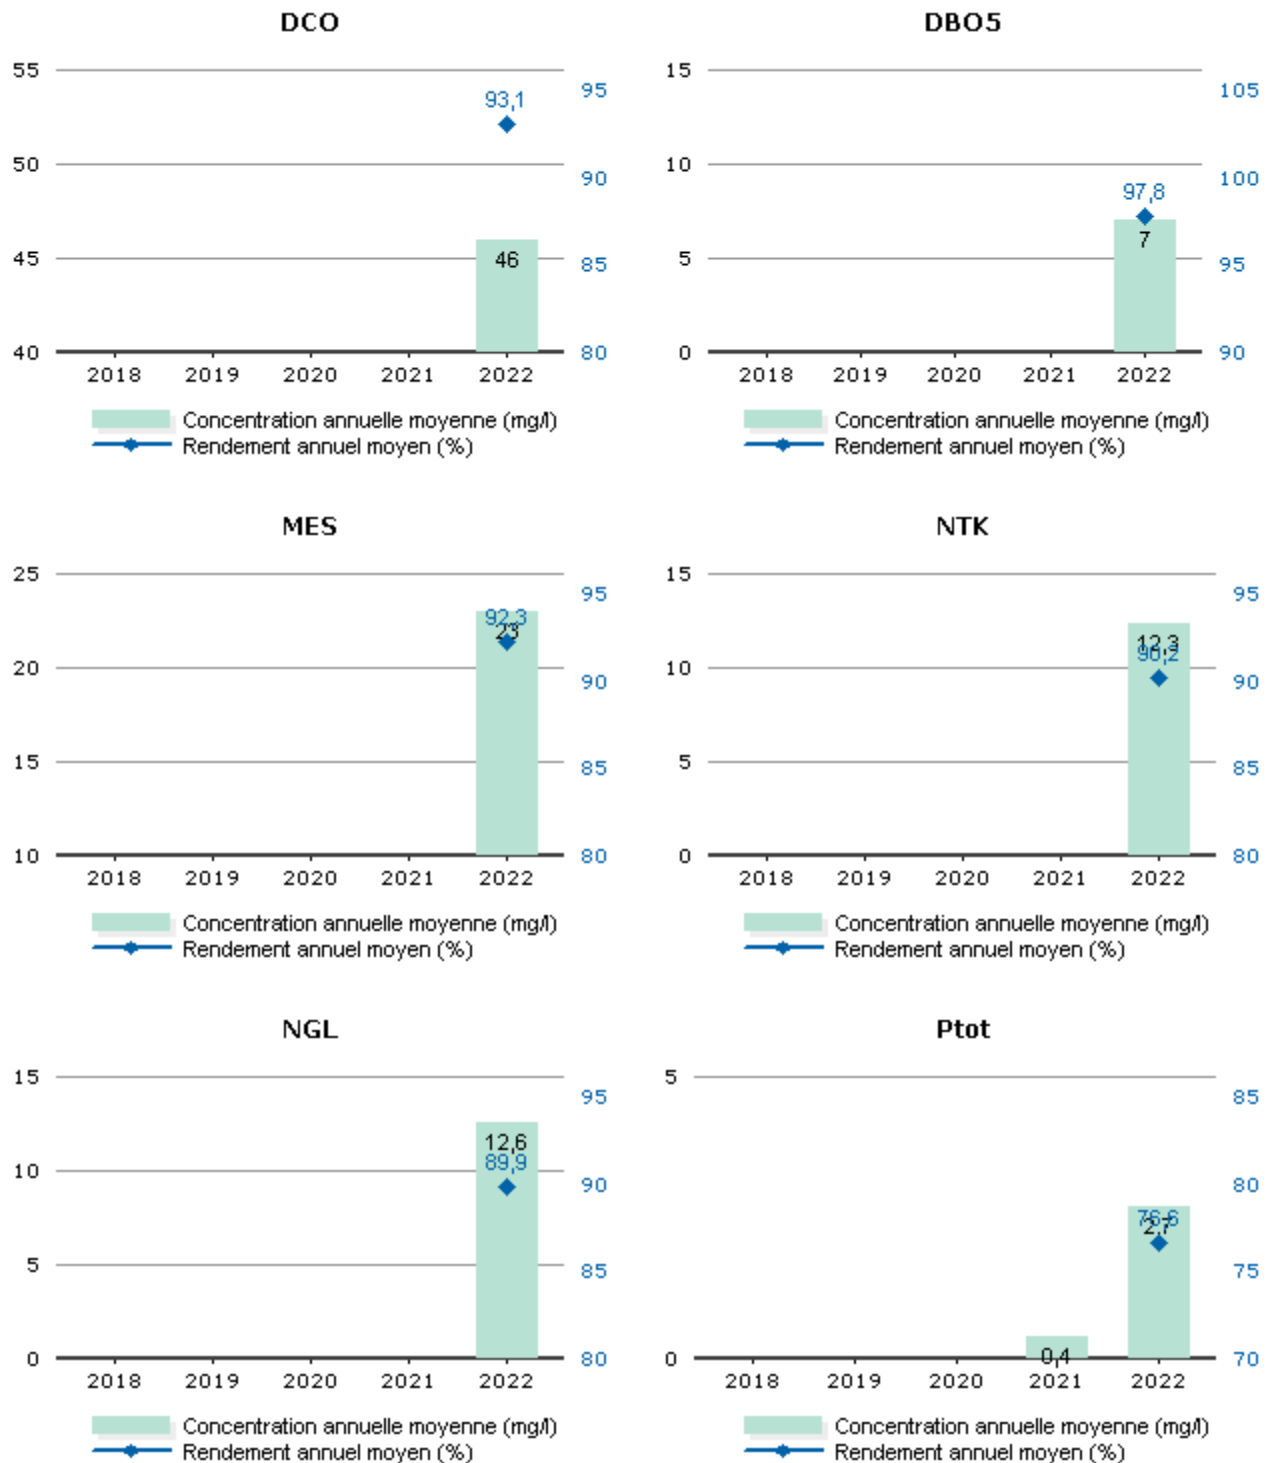 DCO
55
50
45
40
95
90
85
80
93,1
46
2018 2019 2020 2021 2022
Concentration annuelle moyenne (mg/l)
Rendement annuel moyen (%)
DBO5
15
10
5
0
105
100
95
90
97,8
7
2018 2019 2020 2021 2022
Concentration annuelle moyenne (mg/l)
Rendement annuel moyen (%)
MES
25
20
15
10
95
90
85
80
92,3
23
2018 2019 2020 2021 2022
Concentration annuelle moyenne (mg/l)
Rendement annuel moyen (%)
NTK
15
10
5
0
95
90
85
80
12,3
90,2
2018 2019 2020 2021 2022
Concentration annuelle moyenne (mg/l)
Rendement annuel moyen (%)
NGL
15
10
5
0
95
90
85
80
12,6
89,9
2018 2019 2020 2021 2022
Concentration annuelle moyenne (mg/l)
Rendement annuel moyen (%)
Ptot
5
0
85
80
75
70
76,6
2,7
0,4
2018 2019 2020 2021 2022
Concentration annuelle moyenne (mg/l)
Rendement annuel moyen (%)